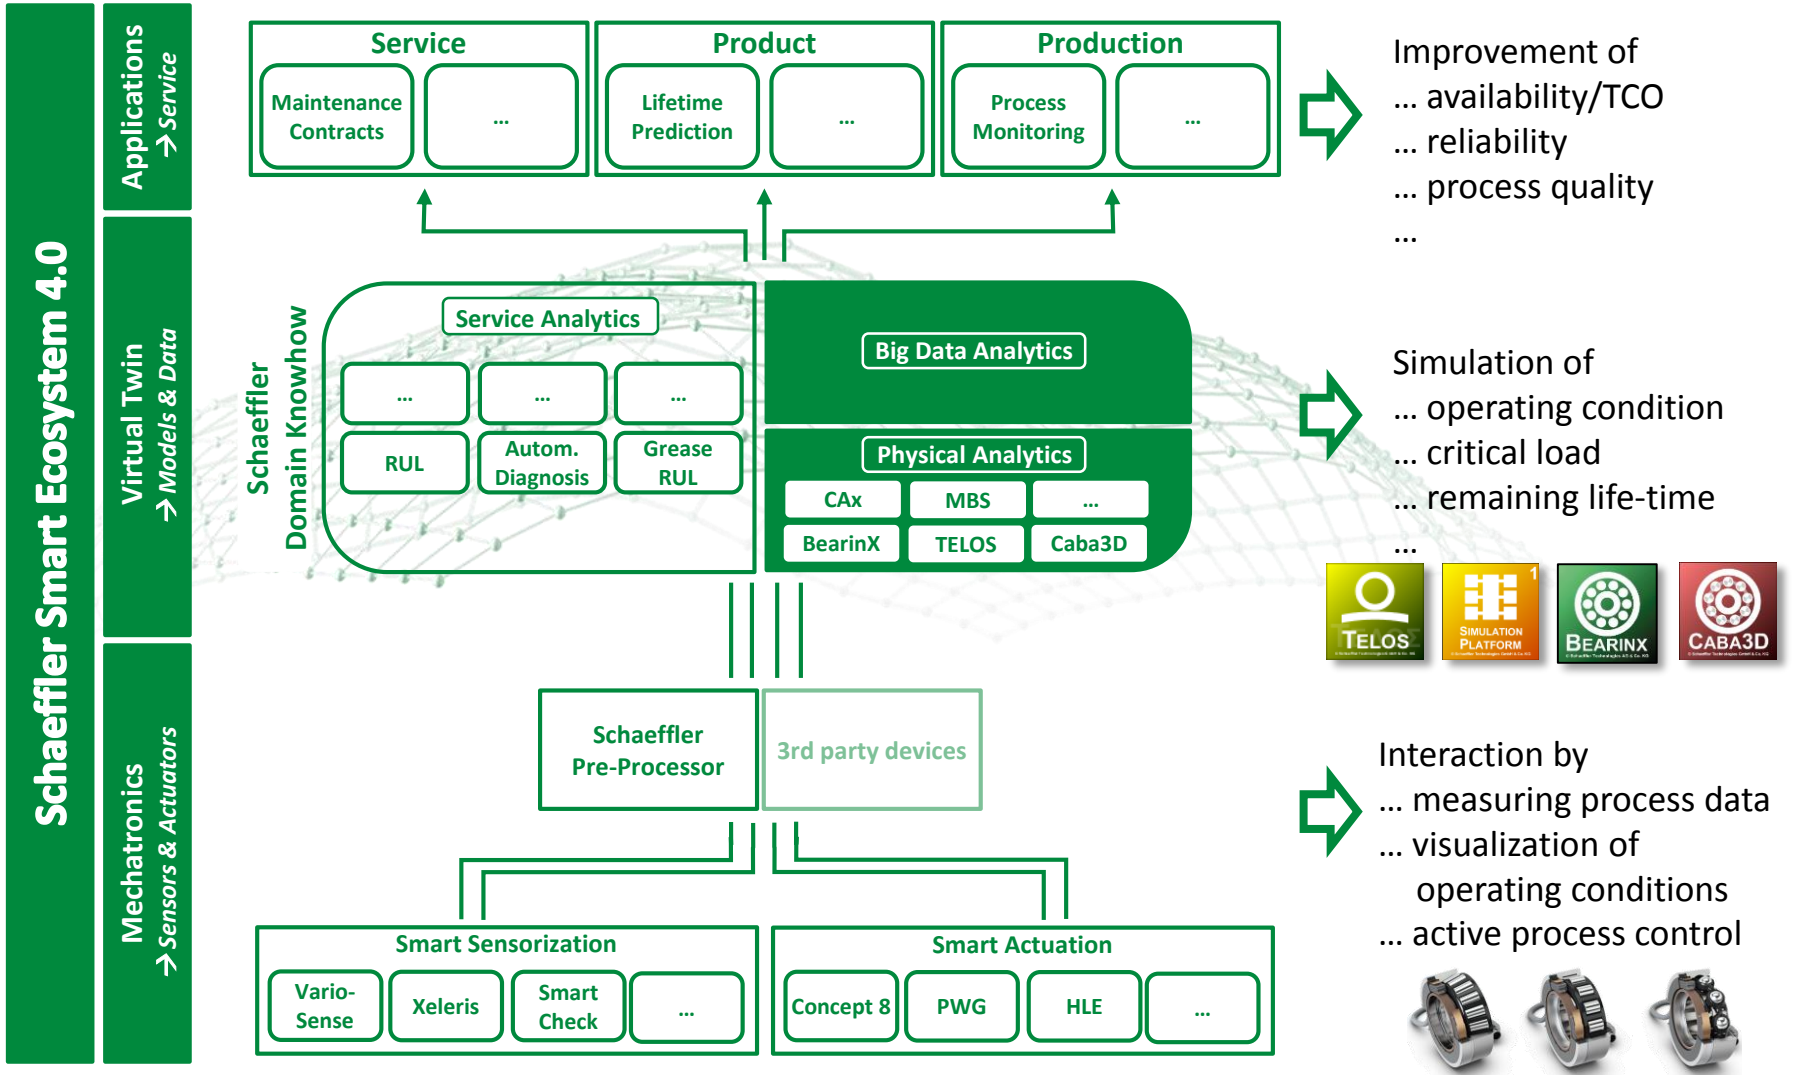 Schaeffler Smart Ecosystem 4.0
Applications
→ Service
Service
Maintenance
Contracts
...
Product
Lifetime
Prediction
...
Production
Process
Monitoring
...
Improvement of
... availability/TCO
... reliability
... process quality
...
Virtual Twin
→ Models & Data
Schaeffler
Domain Knowhow
Service Analytics
...
...
...
RUL
Autom.
Diagnosis
Grease
RUL
Big Data Analytics
Physical Analytics
CAx
MBS
...
BearinX
TELOS
Caba3D
Simulation of
... operating condition
... critical load
... remaining life-time
...
TELOS
1
SIMULATION
PLATFORM
BEARINX
CABA3D
Mechatronics
→ Sensors & Actuators
Schaeffler
Pre-Processor
3rd party devices
Smart Sensorization
Vario-
Sense
Xeleris
Smart
Check
...
Smart Actuation
Concept 8
PWG
HLE
...
Interaction by
... measuring process data
... visualization of
operating conditions
... active process control